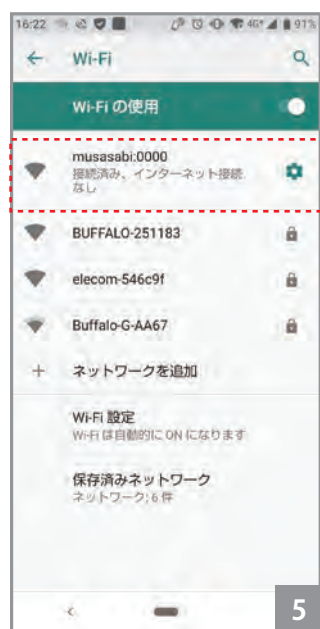 16:22
4G+
91%
Wi-Fi
Wi-Fi の使用
musasabi:0000
接続済み、インターネット接続
なし
BUFFALO-251183
elecom-546c9f
Buffalo-G-AA67
ネットワークを追加
Wi-Fi 設定
Wi-Fi は自動的に ON になります
保存済みネットワーク
ネットワーク: 6 件
5